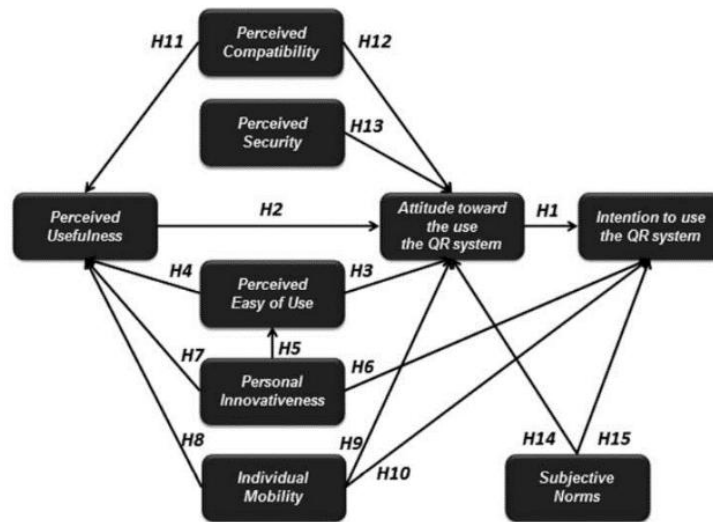 H11
Perceived
Compatibility
H12
Perceived
Security
H13
Perceived
Usefulness
H2
Attitude toward
the use
the QR system
H1
Intention to use
the QR system
H4
Perceived
Easy of Use
H3
H5
H7
Personal
Innovativeness
H6
H8
Individual
Mobility
H9
H10
H14
H15
Subjective
Norms